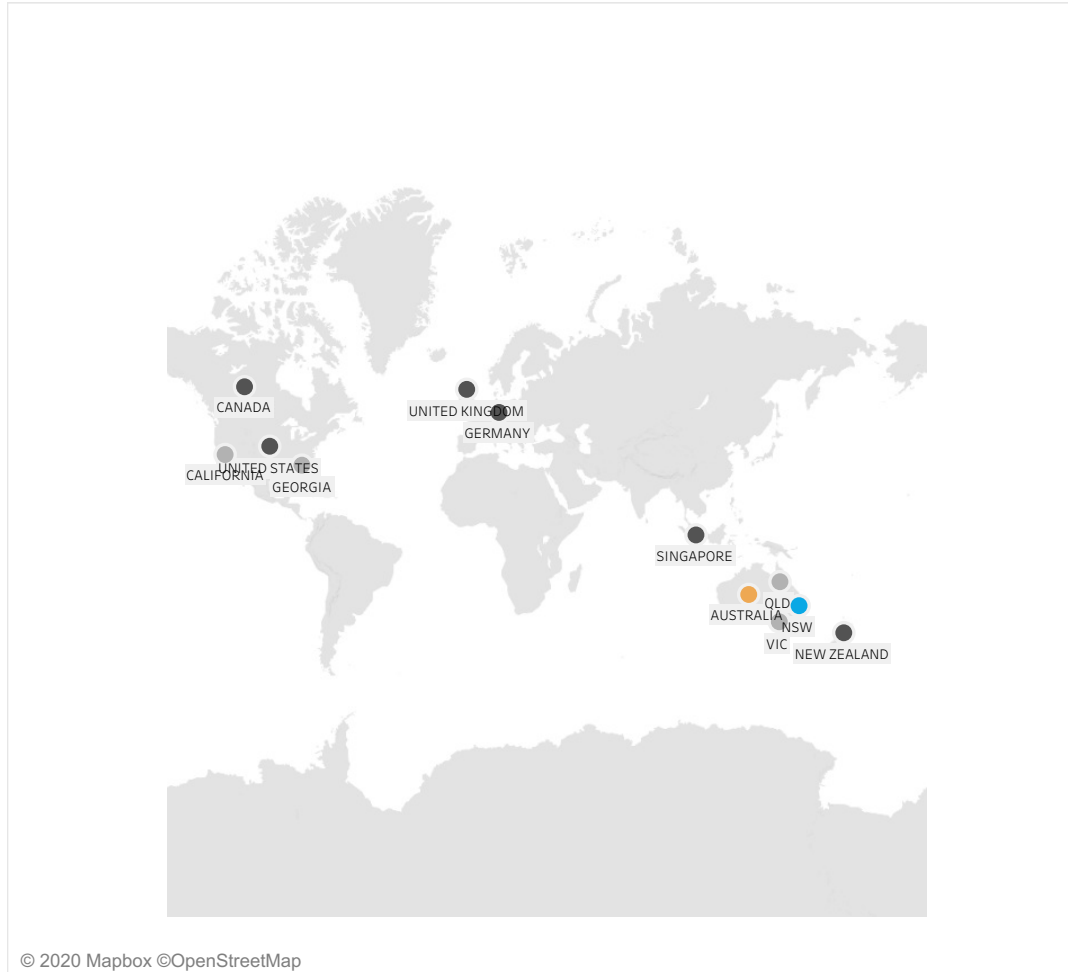 CANADA
UNITED KINGDOM
GERMANY
UNITED STATES
CALIFORNIA
GEORGIA
SINGAPORE
QLD
AUSTRALIA
NSW
VIC
NEW ZEALAND
© 2020 Mapbox ©OpenStreetMap